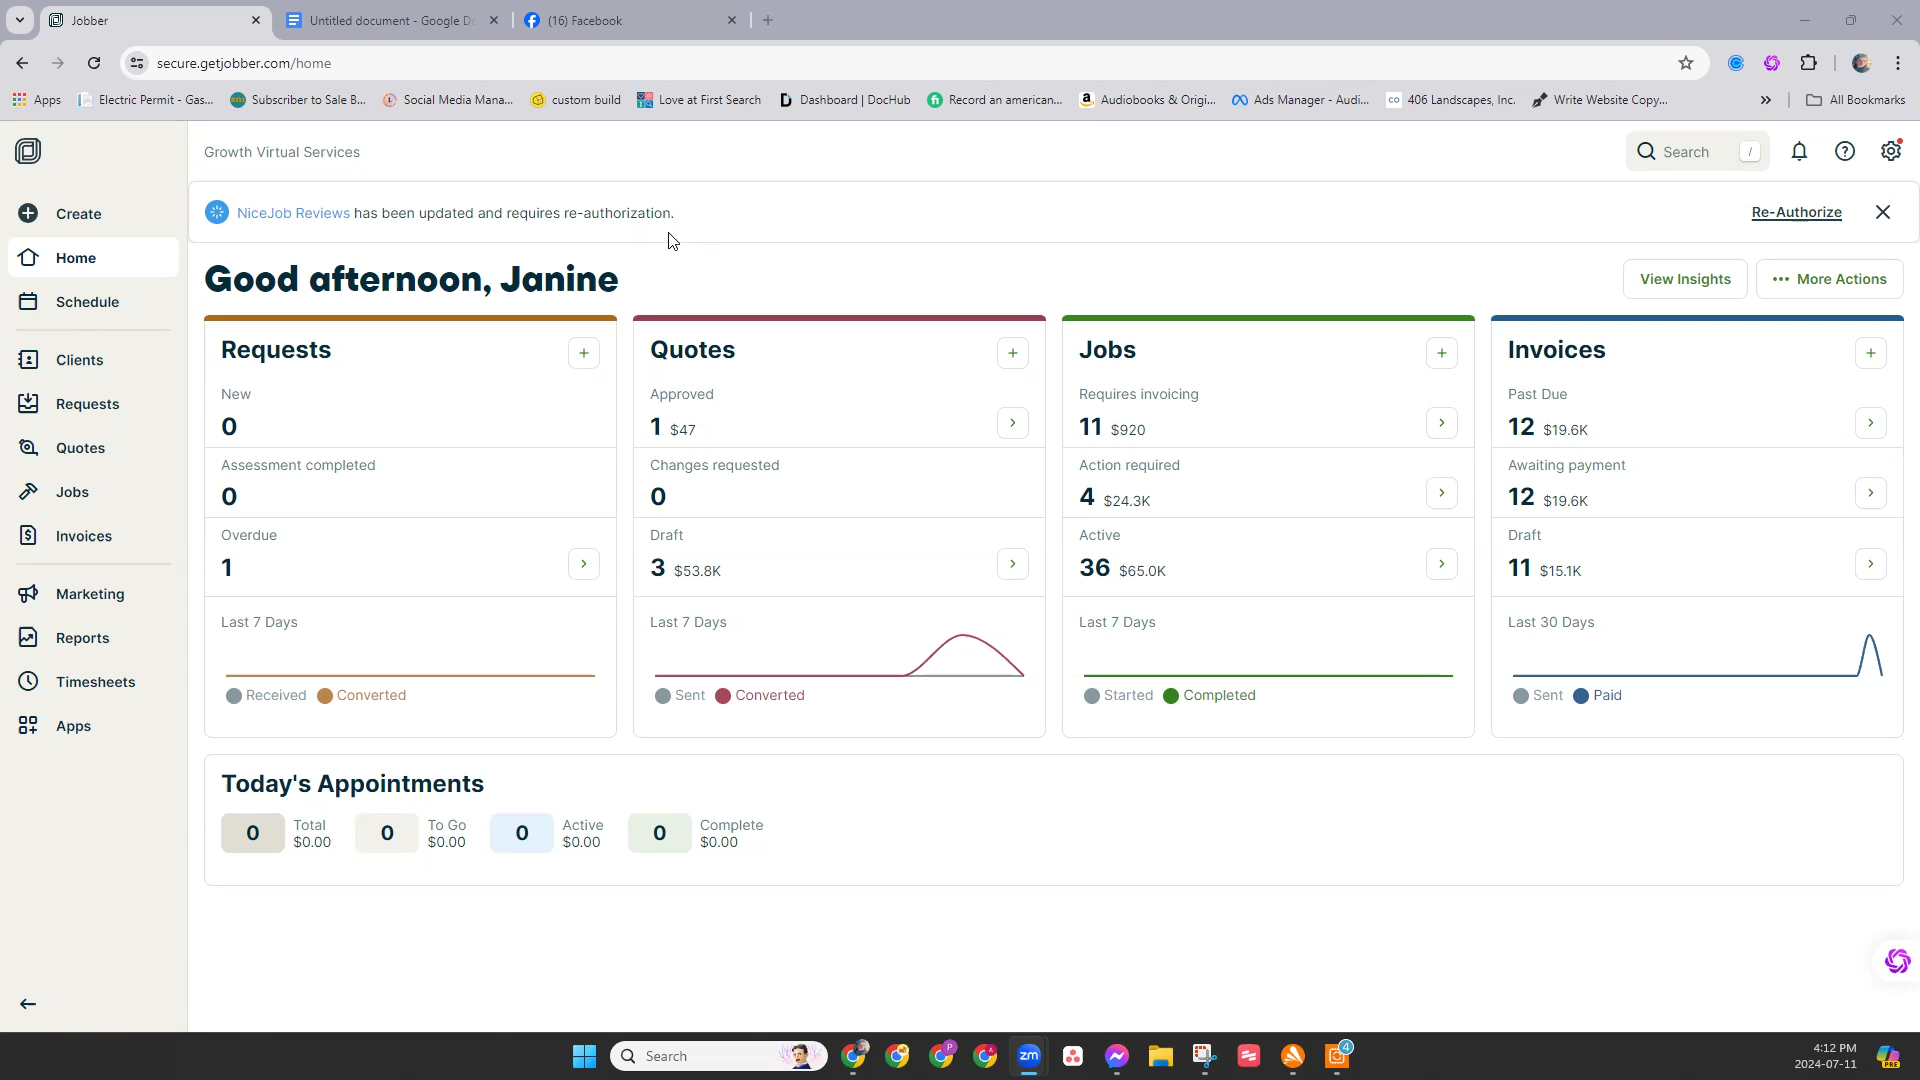 Jobber
Untitled document - Google Do
(16) Facebook
secure.getjobber.com/home
Apps
Electric Permit - Gas...
Subscriber to Sale B...
Social Media Mana...
custom build
Love at First Search
Dashboard | DocHub
Record an american...
Audiobooks & Origi...
Ads Manager - Audi...
406 Landscapes, Inc.
Write Website Copy...
All Bookmarks
Growth Virtual Services
Search /
NiceJob Reviews has been updated and requires re-authorization.
Re-Authorize
Create
Home
Schedule
Clients
Requests
Quotes
Jobs
Invoices
Marketing
Reports
Timesheets
Apps
Good afternoon, Janine
View Insights
More Actions
Requests
New
0
Assessment completed
0
Overdue
1
Last 7 Days
Received Converted
Quotes
Approved
1 $47
Changes requested
0
Draft
3 $53.8K
Last 7 Days
Sent Converted
Jobs
Requires invoicing
11 $920
Action required
4 $24.3K
Active
36 $65.0K
Last 7 Days
Started Completed
Invoices
Past Due
12 $19.6K
Awaiting payment
12 $19.6K
Draft
11 $15.1K
Last 30 Days
Sent Paid
Today's Appointments
0 Total $0.00
0 To Go $0.00
0 Active $0.00
0 Complete $0.00
Search
P
A
zm
4
4:12 PM
2024-07-11
PRE